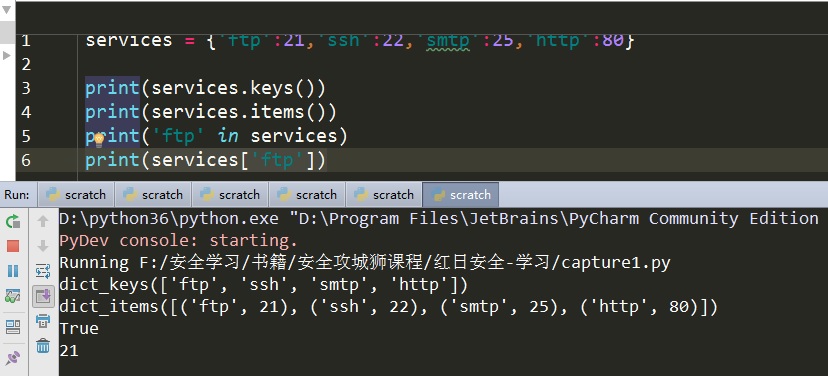 1 services = {'ftp':21,'ssh':22,'smtp':25,'http':80}
2
3 print(services.keys())
4 print(services.items())
5 print('ftp' in services)
6 print(services['ftp'])
Run: scratch scratch scratch scratch scratch scratch
D:\python36\python.exe "D:\Program Files\JetBrains\PyCharm Community Edition
PyDev console: starting.
Running F:/安全学习/书籍/安全攻城狮课程/红日安全-学习/capture1.py
dict_keys(['ftp', 'ssh', 'smtp', 'http'])
dict_items([('ftp', 21), ('ssh', 22), ('smtp', 25), ('http', 80)])
True
21